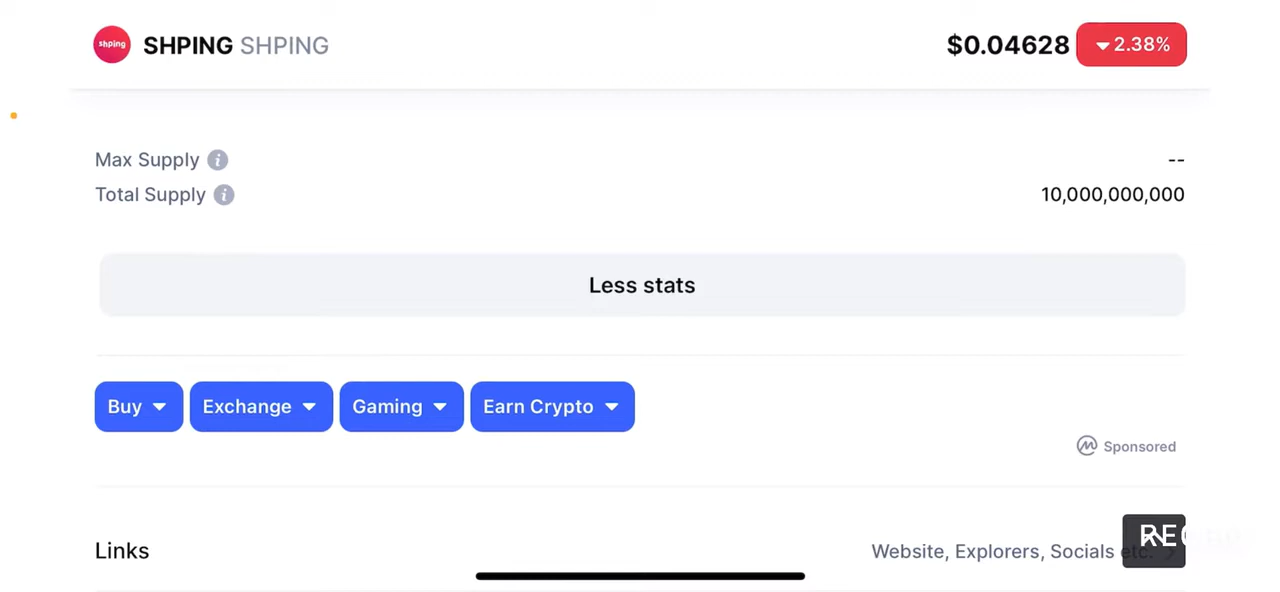 shping SHPING SHPING $0.04628 2.38%
Max Supply --
Total Supply 10,000,000,000
Less stats
Buy Exchange Gaming Earn Crypto
Sponsored
Links Website, Explorers, Socials etc.